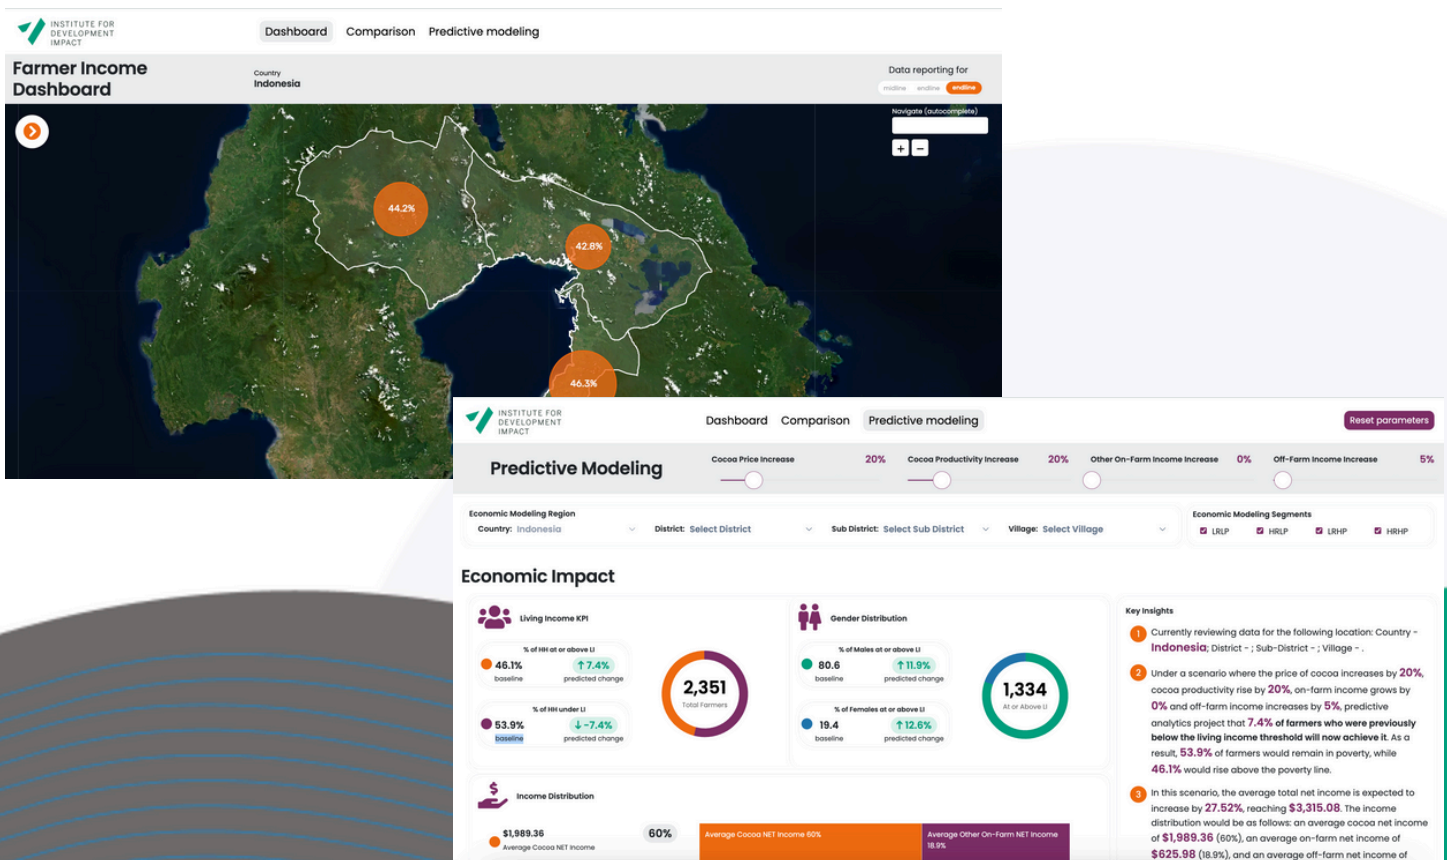 INSTITUTE FOR
DEVELOPMENT
IMPACT
Dashboard Comparison Predictive modeling
Farmer Income
Dashboard
Country
Indonesia
Data reporting for
midline endline endline
Navigate (autocomplete)
+ −
44.2%
42.8%
46.3%
INSTITUTE FOR
DEVELOPMENT
IMPACT
Dashboard Comparison Predictive modeling
Reset parameters
Predictive Modeling
Cocoa Price Increase 20%
Cocoa Productivity Increase 20%
Other On-Farm Income Increase 0%
Off-Farm Income Increase 5%
Economic Modeling Region
Country: Indonesia District: Select District Sub District: Select Sub District Village: Select Village
Economic Modeling Segments
LRLP HRLP LRHP HRHP
Economic Impact
Living Income KPI
% of HH at or above LI
46.1% ↑ 7.4%
baseline predicted change
% of HH under LI
53.9% ↓ -7.4%
baseline predicted change
2,351
Total Farmers
Gender Distribution
% of Males at or above LI
80.6 ↑ 11.9%
baseline predicted change
% of Females at or above LI
19.4 ↑ 12.6%
baseline predicted change
1,334
At or Above LI
Income Distribution
$1,989.36 60%
Average Cocoa NET Income
Average Cocoa NET Income 60%
Average Other On-Farm NET Income
18.9%
Key Insights
1 Currently reviewing data for the following location: Country -
Indonesia; District - ; Sub-District - ; Village - .
2 Under a scenario where the price of cocoa increases by 20%,
cocoa productivity rise by 20%, on-farm income grows by
0% and off-farm income increases by 5%, predictive
analytics project that 7.4% of farmers who were previously
below the living income threshold will now achieve it. As a
result, 53.9% of farmers would remain in poverty, while
46.1% would rise above the poverty line.
3 In this scenario, the average total net income is expected to
increase by 27.52%, reaching $3,315.08. The income
distribution would be as follows: an average cocoa net income
of $1,989.36 (60%), an average on-farm net income of
$625.98 (18.9%), and an average off-farm net income of